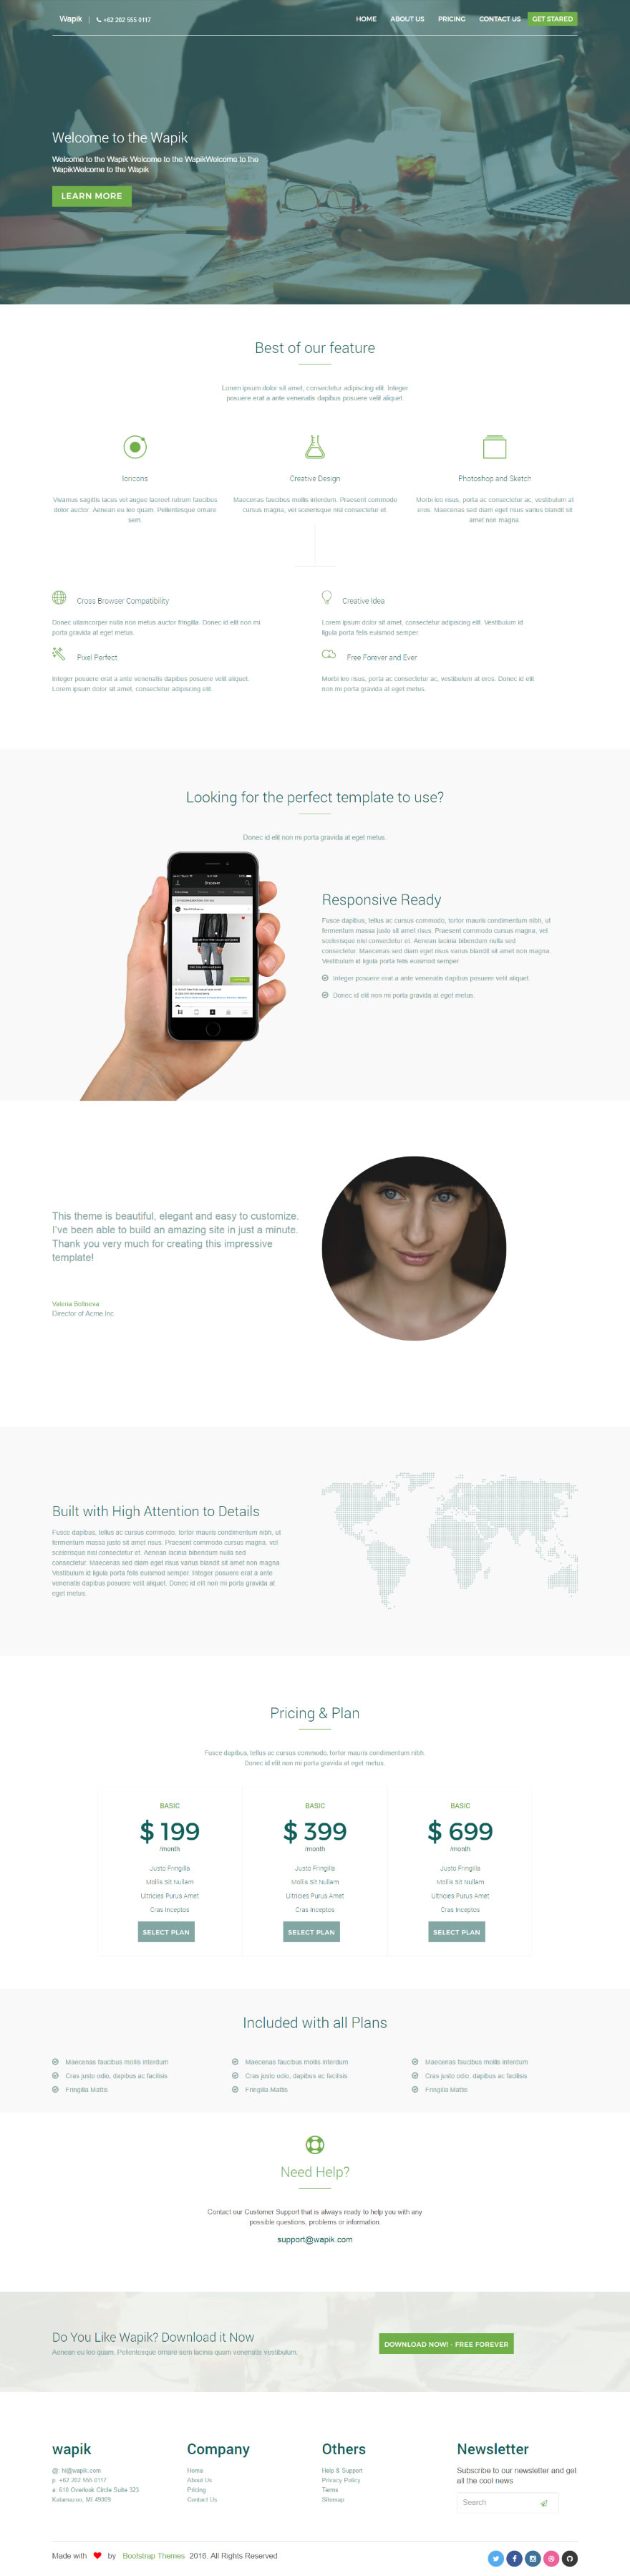 Wapik | +62 202 555 0117
HOME ABOUT US PRICING CONTACT US GET STARED
Welcome to the Wapik
Welcome to the Wapik Welcome to the WapikWelcome to the
WapikWelcome to the Wapik
LEARN MORE
Best of our feature
Lorem ipsum dolor sit amet, consectetur adipiscing elit. Integer
posuere erat a ante venenatis dapibus posuere velit aliquet.
Ioricons
Vivamus sagittis lacus vel augue laoreet rutrum faucibus
dolor auctor. Aenean eu leo quam. Pellentesque ornare
sem.
Creative Design
Maecenas faucibus mollis interdum. Praesent commodo
cursus magna, vel scelerisque nisl consectetur et.
Photoshop and Sketch
Morbi leo risus, porta ac consectetur ac, vestibulum at
eros. Maecenas sed diam eget risus varius blandit sit
amet non magna.
Cross Browser Compatibility
Donec ullamcorper nulla non metus auctor fringilla. Donec id elit non mi
porta gravida at eget metus.
Creative Idea
Lorem ipsum dolor sit amet, consectetur adipiscing elit. Vestibulum id
ligula porta felis euismod semper.
Pixel Perfect
Integer posuere erat a ante venenatis dapibus posuere velit aliquet.
Lorem ipsum dolor sit amet, consectetur adipiscing elit.
Free Forever and Ever
Morbi leo risus, porta ac consectetur ac, vestibulum at eros. Donec id elit
non mi porta gravida at eget metus.
Looking for the perfect template to use?
Donec id elit non mi porta gravida at eget metus.
Discover
Responsive Ready
Fusce dapibus, tellus ac cursus commodo, tortor mauris condimentum nibh, ut
fermentum massa justo sit amet risus. Praesent commodo cursus magna, vel
scelerisque nisl consectetur et. Aenean lacinia bibendum nulla sed
consectetur. Maecenas sed diam eget risus varius blandit sit amet non magna.
Vestibulum id ligula porta felis euismod semper.
Integer posuere erat a ante venenatis dapibus posuere velit aliquet.
Donec id elit non mi porta gravida at eget metus.
This theme is beautiful, elegant and easy to customize.
I've been able to build an amazing site in just a minute.
Thank you very much for creating this impressive
template!
Valeria Boltneva
Director of Acme.inc
Built with High Attention to Details
Fusce dapibus, tellus ac cursus commodo, tortor mauris condimentum nibh, ut
fermentum massa justo sit amet risus. Praesent commodo cursus magna, vel
scelerisque nisl consectetur et. Aenean lacinia bibendum nulla sed
consectetur. Maecenas sed diam eget risus varius blandit sit amet non magna.
Vestibulum id ligula porta felis euismod semper. Integer posuere erat a ante
venenatis dapibus posuere velit aliquet. Donec id elit non mi porta gravida at
eget metus.
Pricing & Plan
Fusce dapibus, tellus ac cursus commodo, tortor mauris condimentum nibh.
Donec id elit non mi porta gravida at eget metus.
BASIC
$ 199
/month
Justo Fringilla
Mollis Sit Nullam
Ultricies Purus Amet
Cras Inceptos
SELECT PLAN
BASIC
$ 399
/month
Justo Fringilla
Mollis Sit Nullam
Ultricies Purus Amet
Cras Inceptos
SELECT PLAN
BASIC
$ 699
/month
Justo Fringilla
Mollis Sit Nullam
Ultricies Purus Amet
Cras Inceptos
SELECT PLAN
Included with all Plans
Maecenas faucibus mollis interdum
Cras justo odio, dapibus ac facilisis
Fringilla Mattis
Maecenas faucibus mollis interdum
Cras justo odio, dapibus ac facilisis
Fringilla Mattis
Maecenas faucibus mollis interdum
Cras justo odio, dapibus ac facilisis
Fringilla Mattis
Need Help?
Contact our Customer Support that is always ready to help you with any
possible questions, problems or information.
support@wapik.com
Do You Like Wapik? Download it Now
Aenean eu leo quam. Pellentesque ornare sem lacinia quam venenatis vestibulum.
DOWNLOAD NOW! - FREE FOREVER
wapik
@: hi@wapik.com
p: +62 202 555 0117
a: 616 Overlook Circle Suite 323
Kalamazoo, MI 49009
Company
Home
About Us
Pricing
Contact Us
Others
Help & Support
Privacy Policy
Terms
Sitemap
Newsletter
Subscribe to our newsletter and get
all the cool news
Search
Made with ❤ by Bootstrap Themes 2016. All Rights Reserved